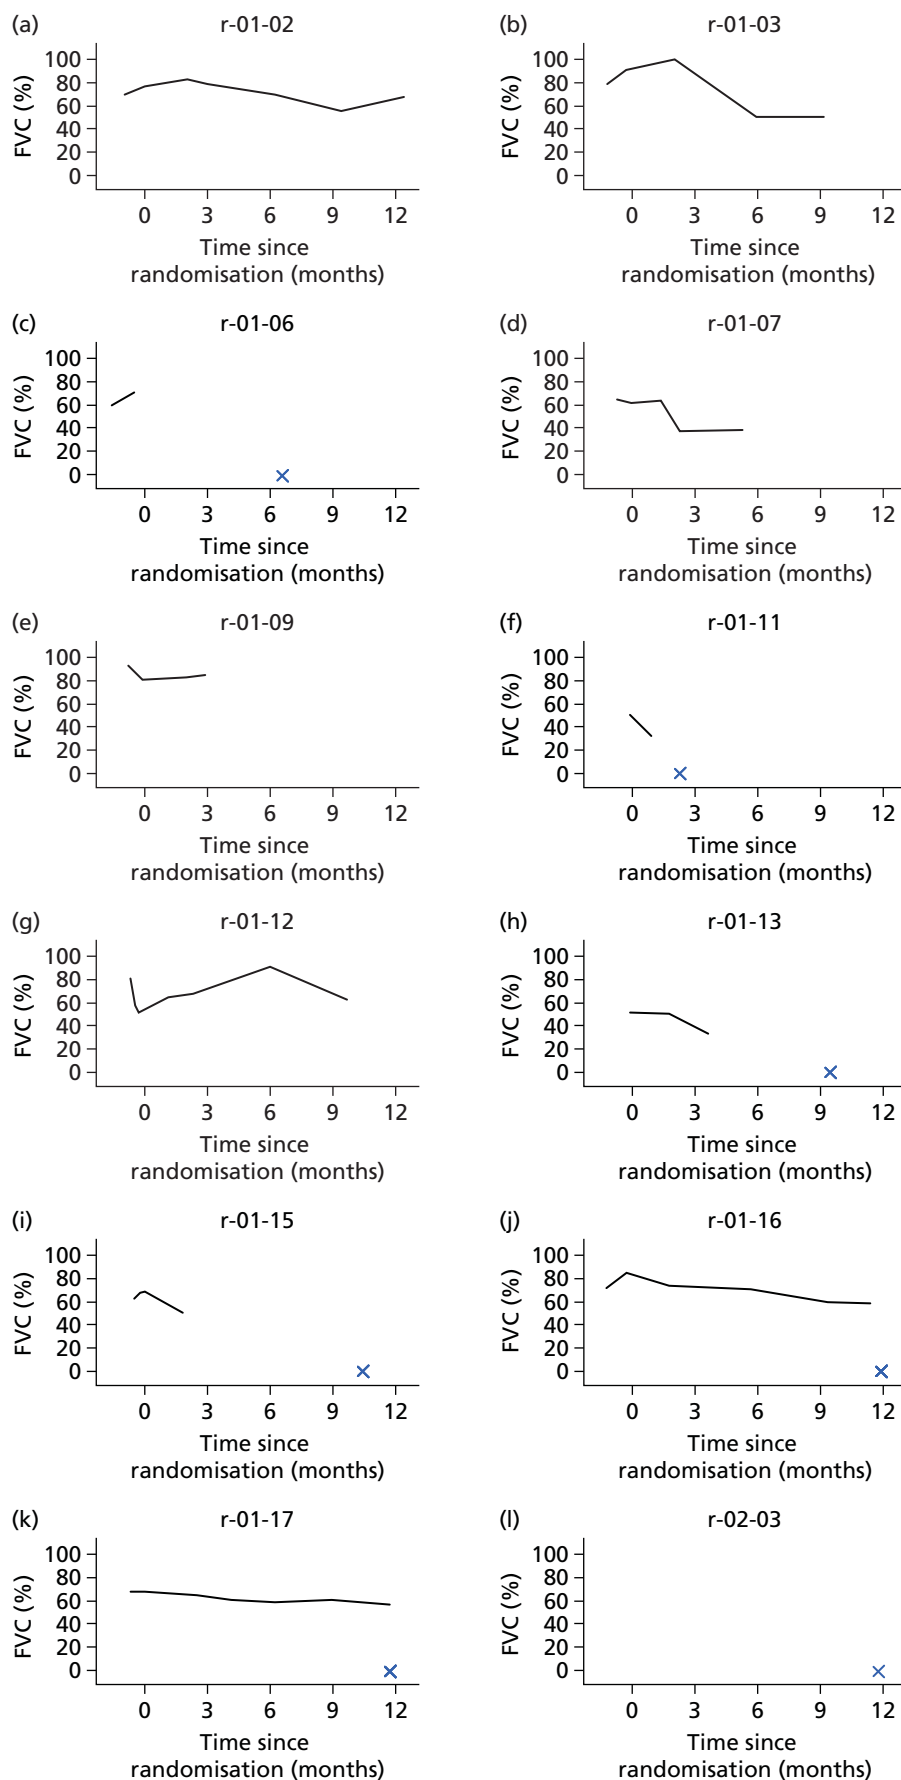 (a) r-01-02
100
80
60
40
20
0
FVC (%)
0 3 6 9 12
Time since
randomisation (months)
(b) r-01-03
100
80
60
40
20
0
FVC (%)
0 3 6 9 12
Time since
randomisation (months)
(c) r-01-06
100
80
60
40
20
0
FVC (%)
0 3 6 9 12
Time since
randomisation (months)
(d) r-01-07
100
80
60
40
20
0
FVC (%)
0 3 6 9 12
Time since
randomisation (months)
(e) r-01-09
100
80
60
40
20
0
FVC (%)
0 3 6 9 12
Time since
randomisation (months)
(f) r-01-11
100
80
60
40
20
0
FVC (%)
0 3 6 9 12
Time since
randomisation (months)
(g) r-01-12
100
80
60
40
20
0
FVC (%)
0 3 6 9 12
Time since
randomisation (months)
(h) r-01-13
100
80
60
40
20
0
FVC (%)
0 3 6 9 12
Time since
randomisation (months)
(i) r-01-15
100
80
60
40
20
0
FVC (%)
0 3 6 9 12
Time since
randomisation (months)
(j) r-01-16
100
80
60
40
20
0
FVC (%)
0 3 6 9 12
Time since
randomisation (months)
(k) r-01-17
100
80
60
40
20
0
FVC (%)
0 3 6 9 12
Time since
randomisation (months)
(l) r-02-03
100
80
60
40
20
0
FVC (%)
0 3 6 9 12
Time since
randomisation (months)